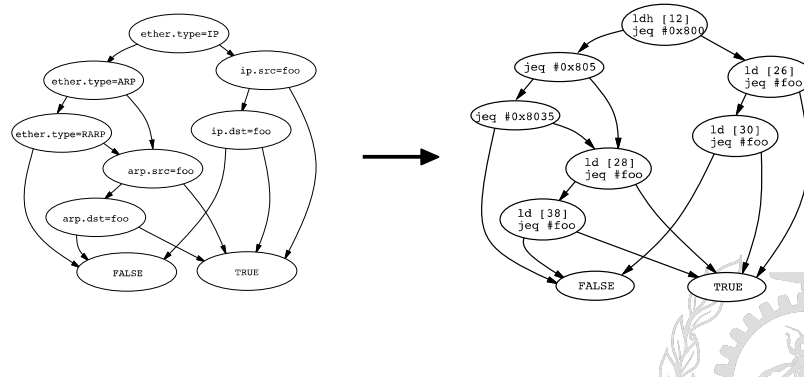 ether.type=IP
ether.type=ARP
ip.src=foo
ether.type=RARP
ip.dst=foo
arp.src=foo
arp.dst=foo
FALSE
TRUE
ldh [12]
jeq #0x800
jeq #0x805
ld [26]
jeq #foo
jeq #0x8035
ld [30]
jeq #foo
ld [28]
jeq #foo
ld [38]
jeq #foo
FALSE
TRUE